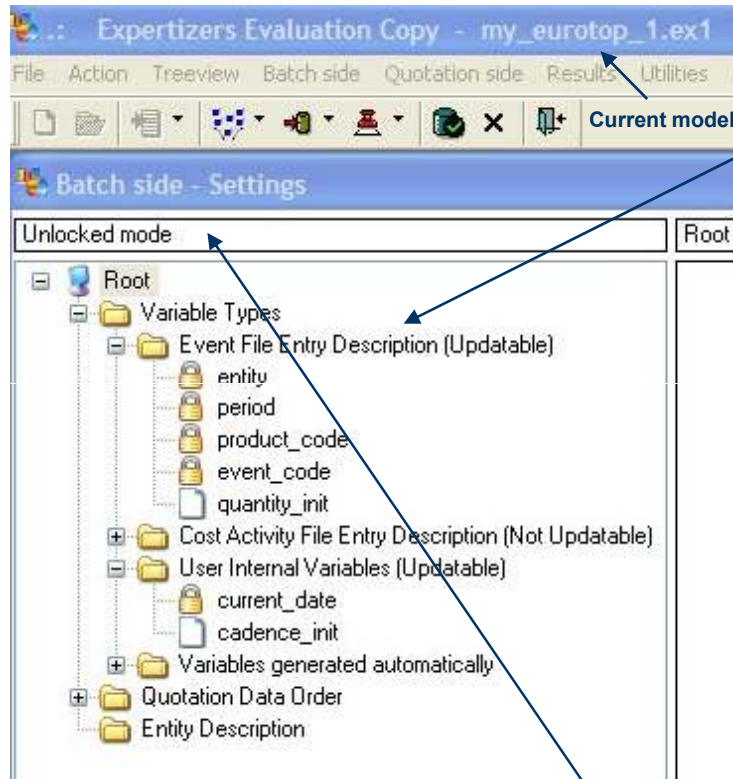 .: Expertizers Evaluation Copy - my_eurotop_1.ex1
File Action Treeview Batch side Quotation side Results Utilities
Current model
Batch side - Settings
Unlocked mode
Root
Root
Variable Types
Event File Entry Description (Updatable)
entity
period
product_code
event_code
quantity_init
Cost Activity File Entry Description (Not Updatable)
User Internal Variables (Updatable)
current_date
cadence_init
Variables generated automatically
Quotation Data Order
Entity Description